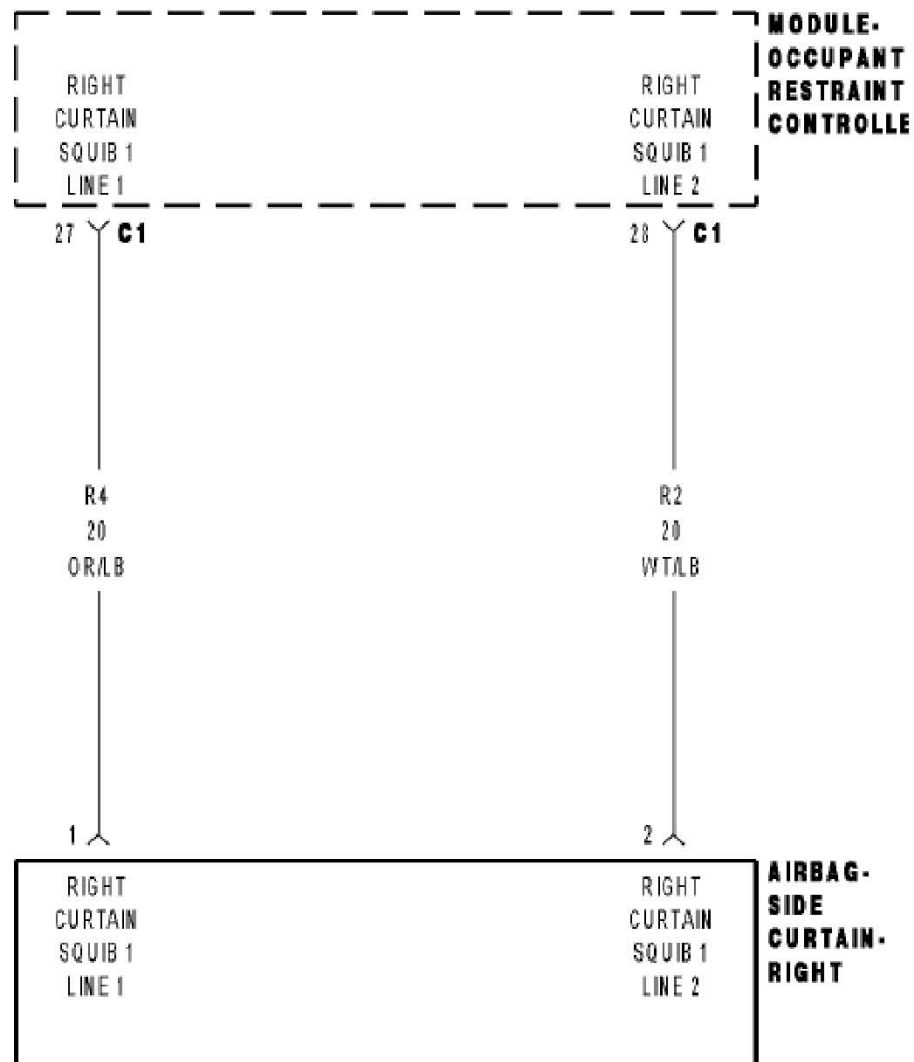 MODULE-
OCCUPANT
RESTRAINT
CONTROLLE
RIGHT
CURTAIN
SQUIB 1
LINE 1
RIGHT
CURTAIN
SQUIB 1
LINE 2
27 C1
28 C1
R4
20
OR/LB
R2
20
WT/LB
1
2
RIGHT
CURTAIN
SQUIB 1
LINE 1
RIGHT
CURTAIN
SQUIB 1
LINE 2
AIRBAG-
SIDE
CURTAIN-
RIGHT